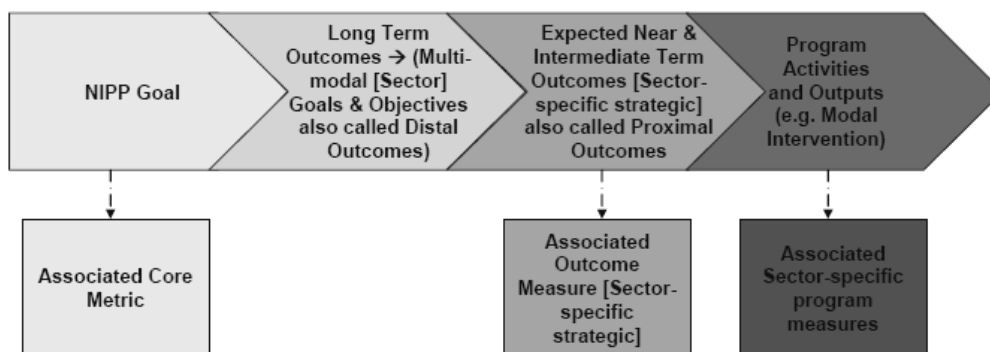 NIPP Goal
Long Term
Outcomes → (Multi-
modal [Sector]
Goals & Objectives
also called Distal
Outcomes)
Expected Near &
Intermediate Term
Outcomes [Sector-
specific strategic]
also called Proximal
Outcomes
Program
Activities
and Outputs
(e.g. Modal
Intervention)
Associated Core
Metric
Associated
Outcome
Measure [Sector-
specific
strategic]
Associated
Sector-specific
program
measures